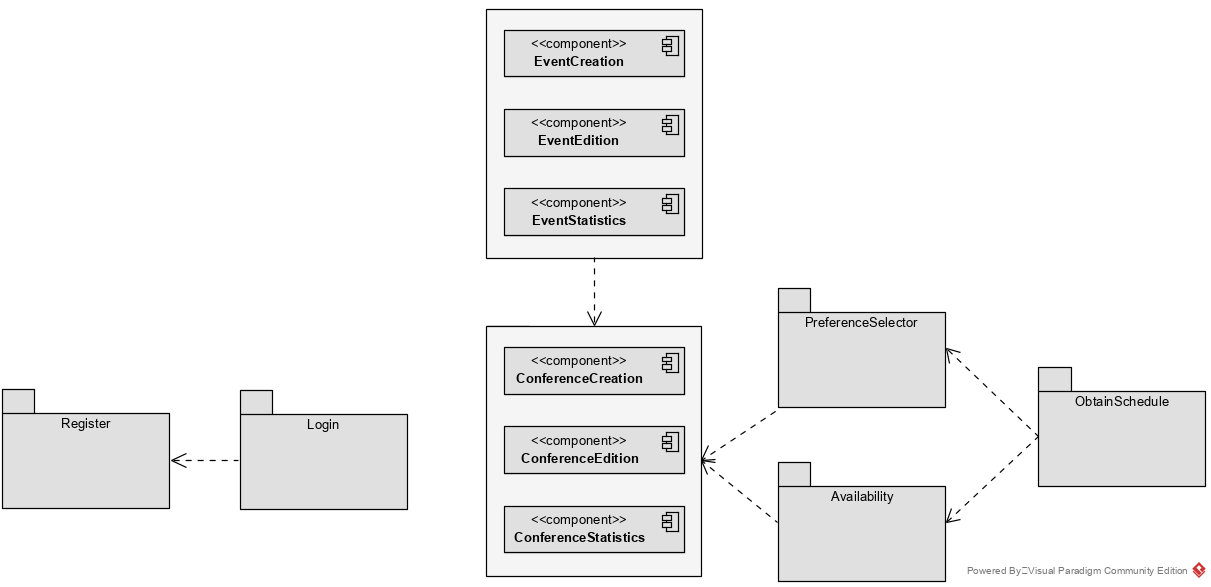 <<component>>
EventCreation
<<component>>
EventEdition
<<component>>
EventStatistics
<<component>>
ConferenceCreation
<<component>>
ConferenceEdition
<<component>>
ConferenceStatistics
Register
Login
PreferenceSelector
Availability
ObtainSchedule
Powered By Visual Paradigm Community Edition